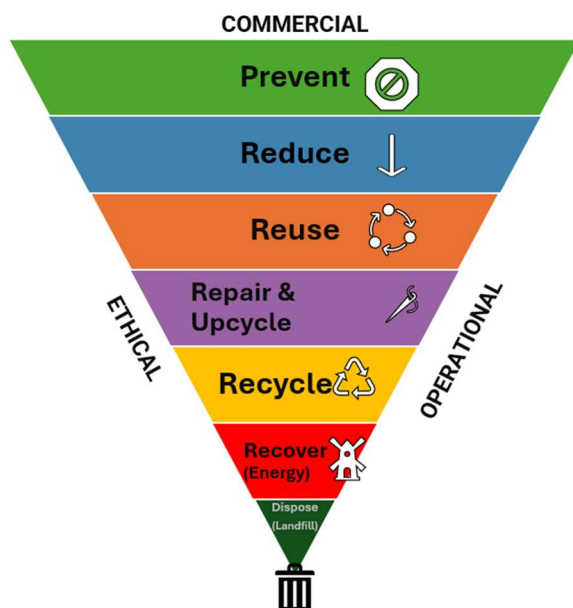 COMMERCIAL
Prevent
Reduce
Reuse
Repair &
Upcycle
ETHICAL
OPERATIONAL
Recycle
Recover
(Energy)
Dispose
(Landfill)